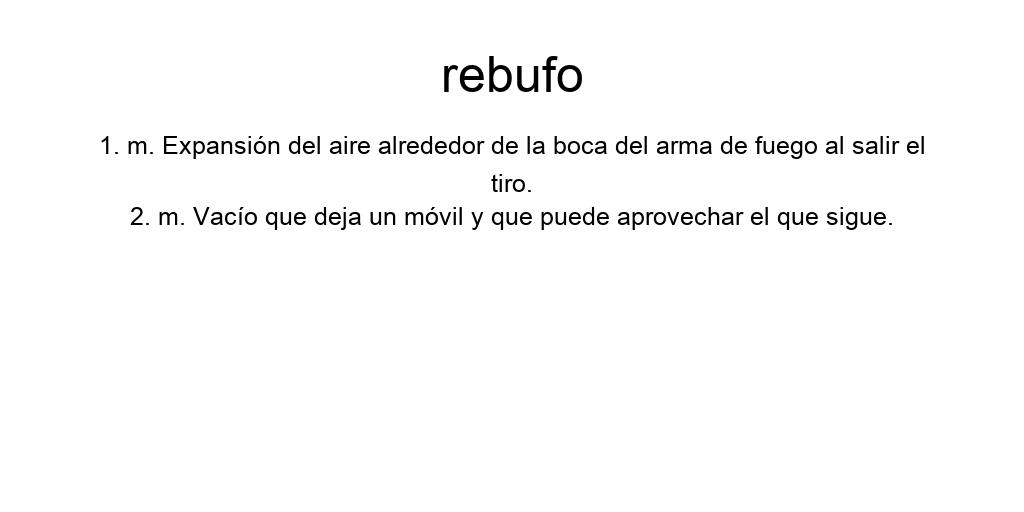 rebufo
1. m. Expansión del aire alrededor de la boca del arma de fuego al salir el
tiro.
2. m. Vacío que deja un móvil y que puede aprovechar el que sigue.